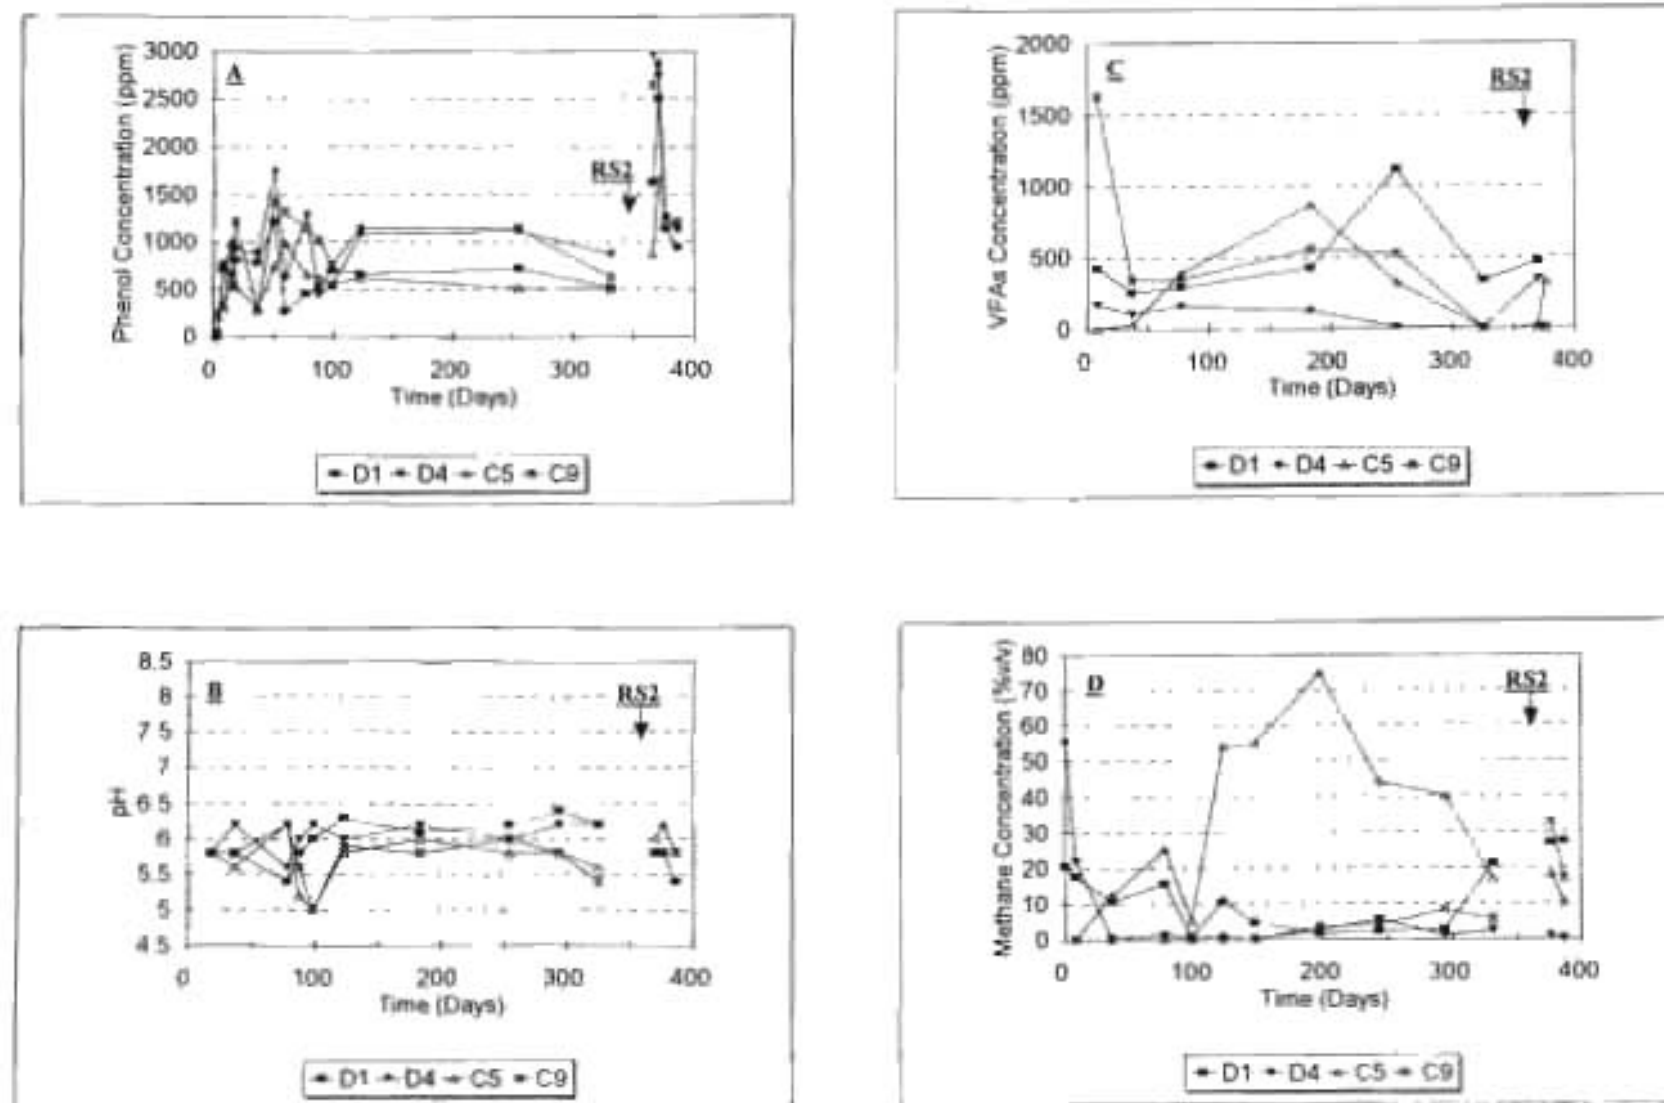 A
Phenol Concentration (ppm)
3000
2500
2000
1500
1000
500
0
RS2
0 100 200 300 400
Time (Days)
D1 D4 C5 C9
C
VFAs Concentration (ppm)
2000
1500
1000
500
0
RS2
0 100 200 300 400
Time (Days)
D1 D4 C5 C9
B
pH
8.5
8
7.5
7
6.5
6
5.5
5
4.5
RS2
0 100 200 300 400
Time (Days)
D1 D4 C5 C9
D
Methane Concentration (%v/v)
80
70
60
50
40
30
20
10
0
RS2
0 100 200 300 400
Time (Days)
D1 D4 C5 C9